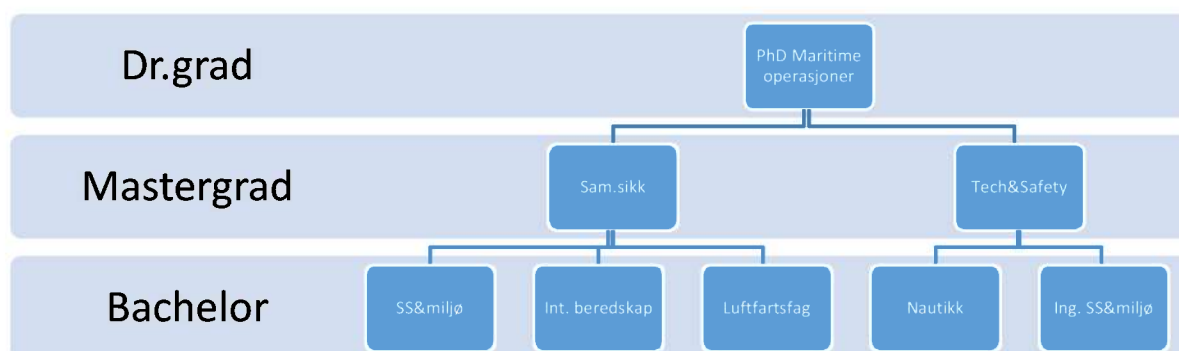 Dr.grad
PhD Maritime
operasjoner
Mastergrad
Sam.sikk
Tech&Safety
Bachelor
SS&miljø
Int. beredskap
Luftfartsfag
Nautikk
Ing. SS&miljø